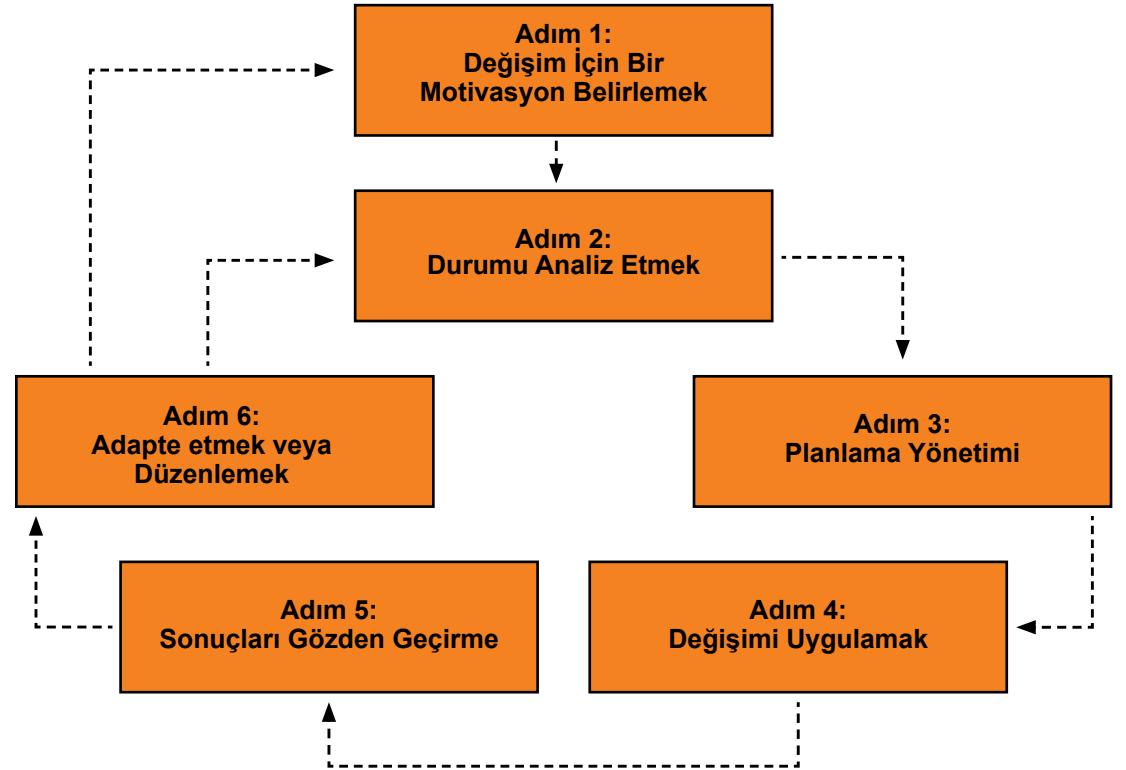 Adım 1:
Değişim İçin Bir
Motivasyon Belirlemek
Adım 2:
Durumu Analiz Etmek
Adım 3:
Planlama Yönetimi
Adım 4:
Değişimi Uygulamak
Adım 5:
Sonuçları Gözden Geçirme
Adım 6:
Adapte etmek veya
Düzenlemek